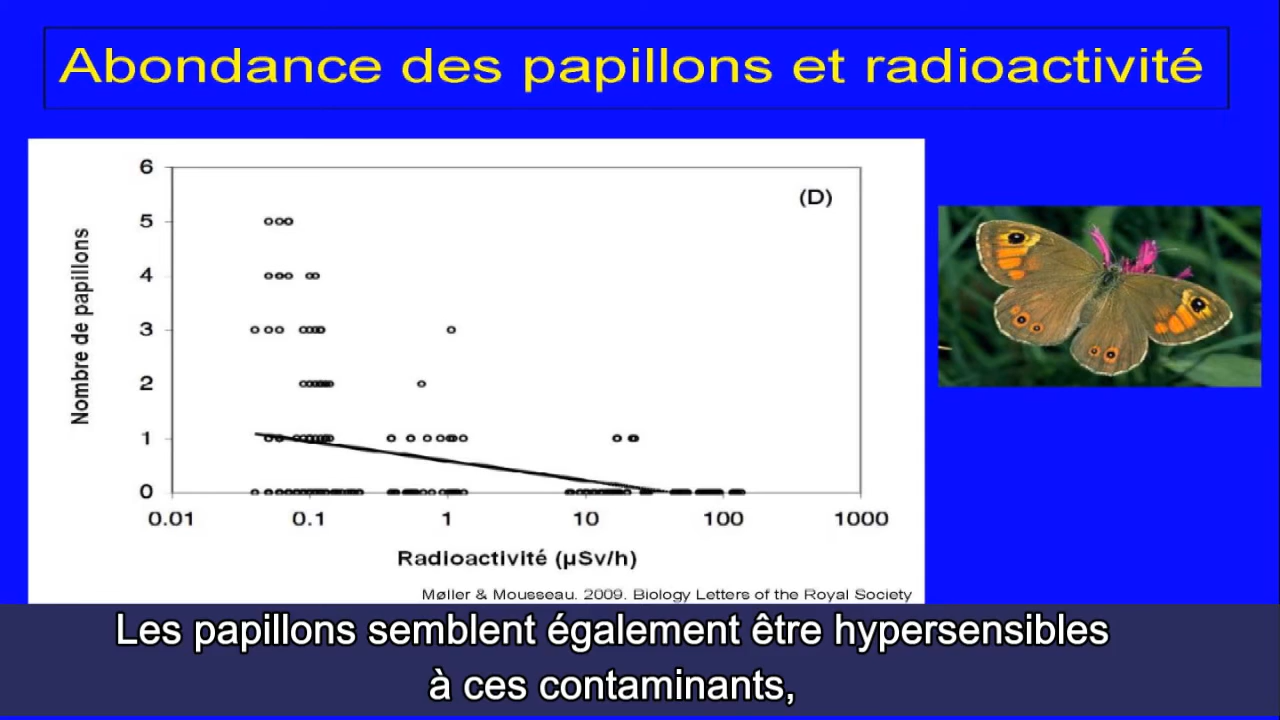 Abondance des papillons et radioactivité
(D)
Nombre de papillons
6
5
4
3
2
1
0
0.01 0.1 1 10 100 1000
Radioactivité (µSv/h)
Møller & Mousseau. 2009. Biology Letters of the Royal Society
Les papillons semblent également être hypersensibles
à ces contaminants,